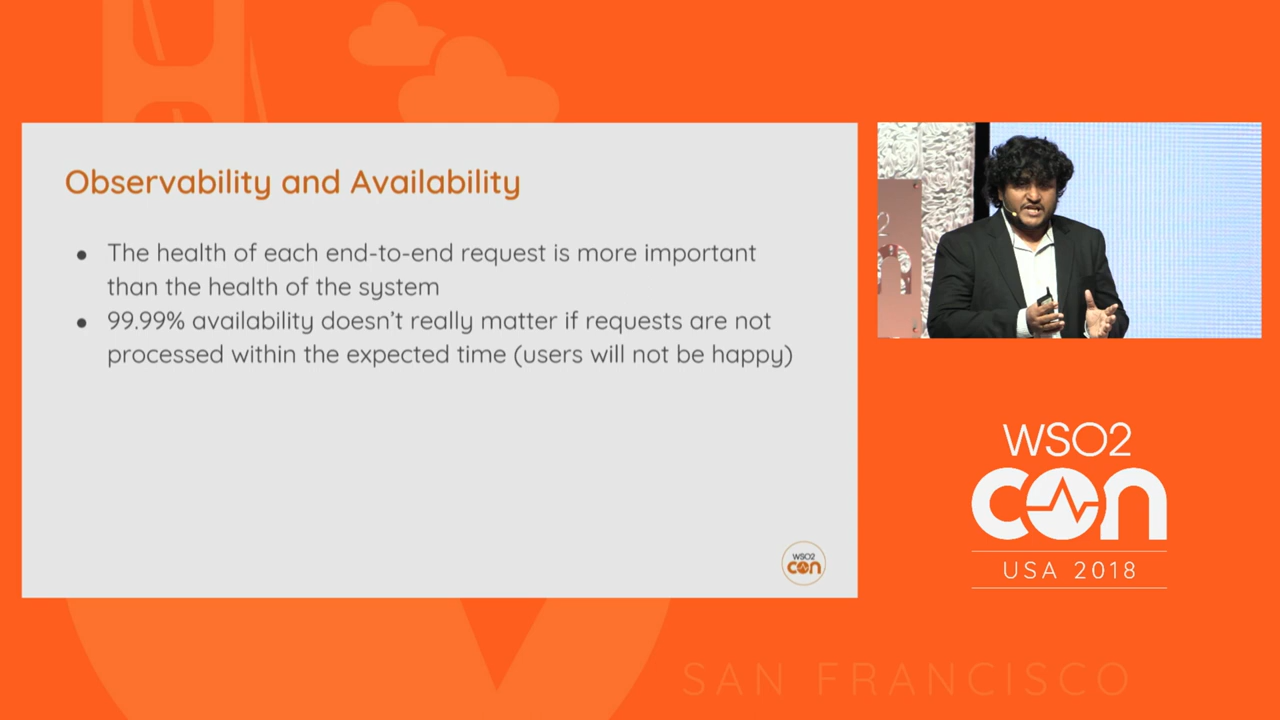 Observability and Availability
● The health of each end-to-end request is more important
than the health of the system
● 99.99% availability doesn't really matter if requests are not
processed within the expected time (users will not be happy)
WSO2
con
2
n
WSO2
con
USA 2018
SAN FRANCISCO